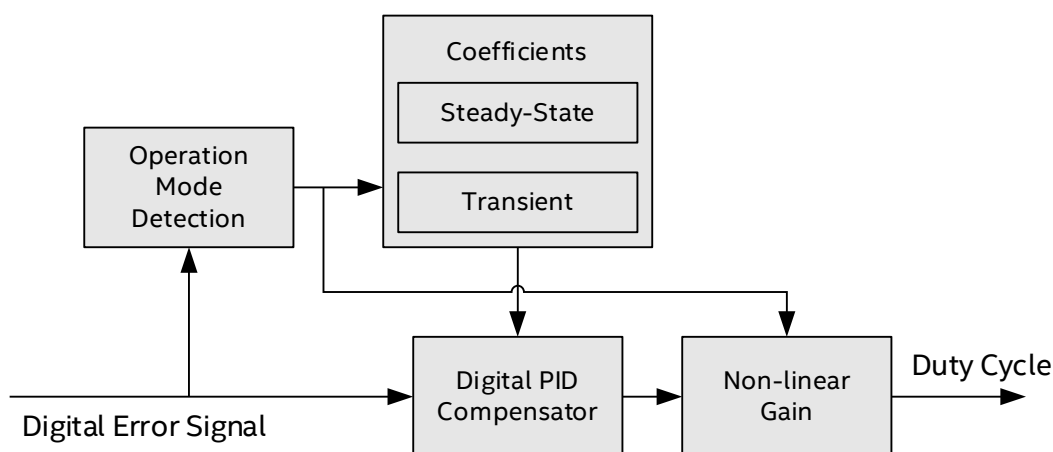 Coefficients
Steady-State
Transient
Operation
Mode
Detection
Digital PID
Compensator
Non-linear
Gain
Duty Cycle
Digital Error Signal